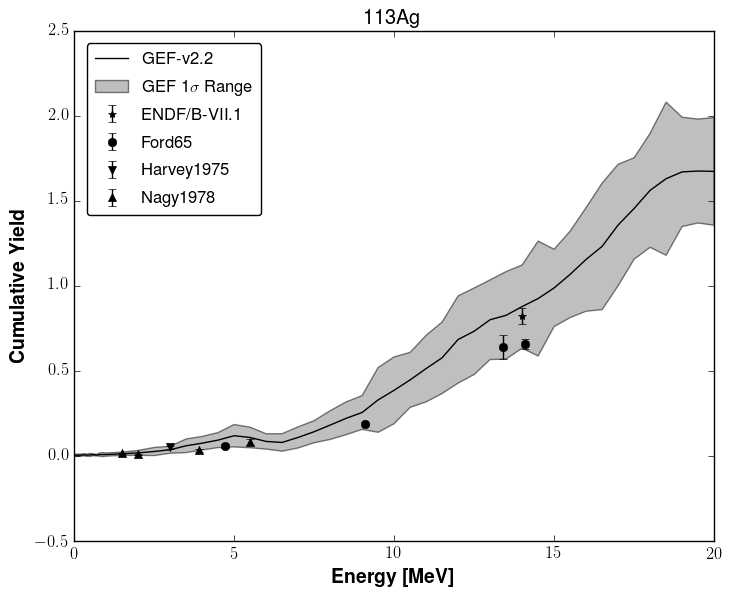 113Ag
2.5
2.0
1.5
1.0
0.5
0.0
−0.5
Cumulative Yield
GEF-v2.2
GEF 1σ Range
ENDF/B-VII.1
Ford65
Harvey1975
Nagy1978
0 5 10 15 20
Energy [MeV]